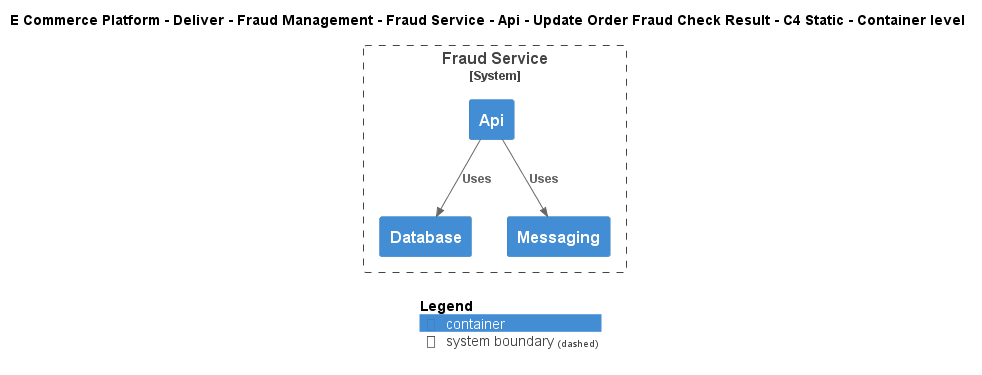 E Commerce Platform - Deliver - Fraud Management - Fraud Service - Api - Update Order Fraud Check Result - C4 Static - Container level
Fraud Service
[System]
Api
Uses
Uses
Database
Messaging
Legend
container
system boundary (dashed)